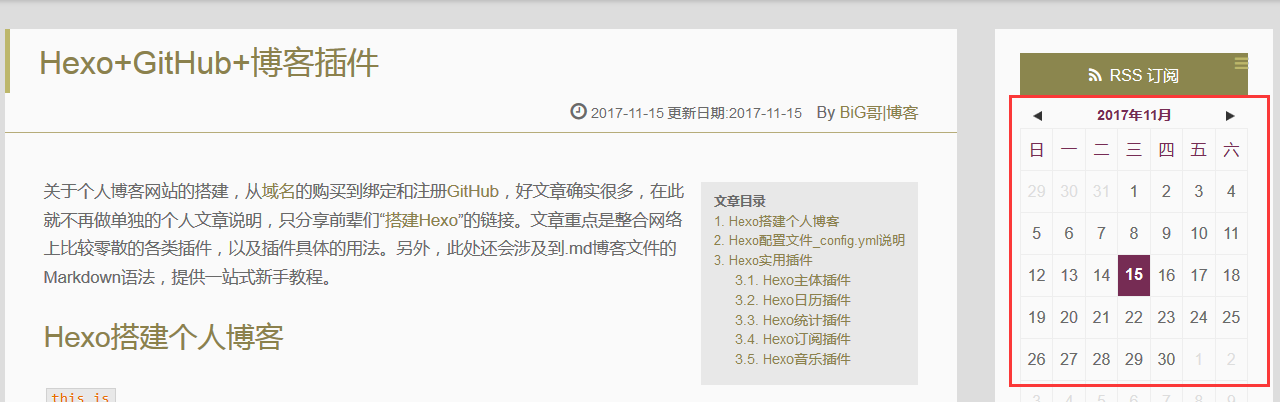 Hexo+GitHub+博客插件
2017-11-15 更新日期:2017-11-15 By BiG哥|博客
关于个人博客网站的搭建，从域名的购买到绑定和注册GitHub，好文章确实很多，在此
就不再做单独的个人文章说明，只分享前辈们“搭建Hexo”的链接。文章重点是整合网络
上比较零散的各类插件，以及插件具体的用法。另外，此处还会涉及到.md博客文件的
Markdown语法，提供一站式新手教程。
文章目录
1. Hexo搭建个人博客
2. Hexo配置文件_config.yml说明
3. Hexo实用插件
3.1. Hexo主体插件
3.2. Hexo日历插件
3.3. Hexo统计插件
3.4. Hexo订阅插件
3.5. Hexo音乐插件
Hexo搭建个人博客
this is
RSS 订阅
2017年11月
日 一 二 三 四 五 六
29 30 31 1 2 3 4
5 6 7 8 9 10 11
12 13 14 15 16 17 18
19 20 21 22 23 24 25
26 27 28 29 30 1 2
3 4 5 6 7 8 9